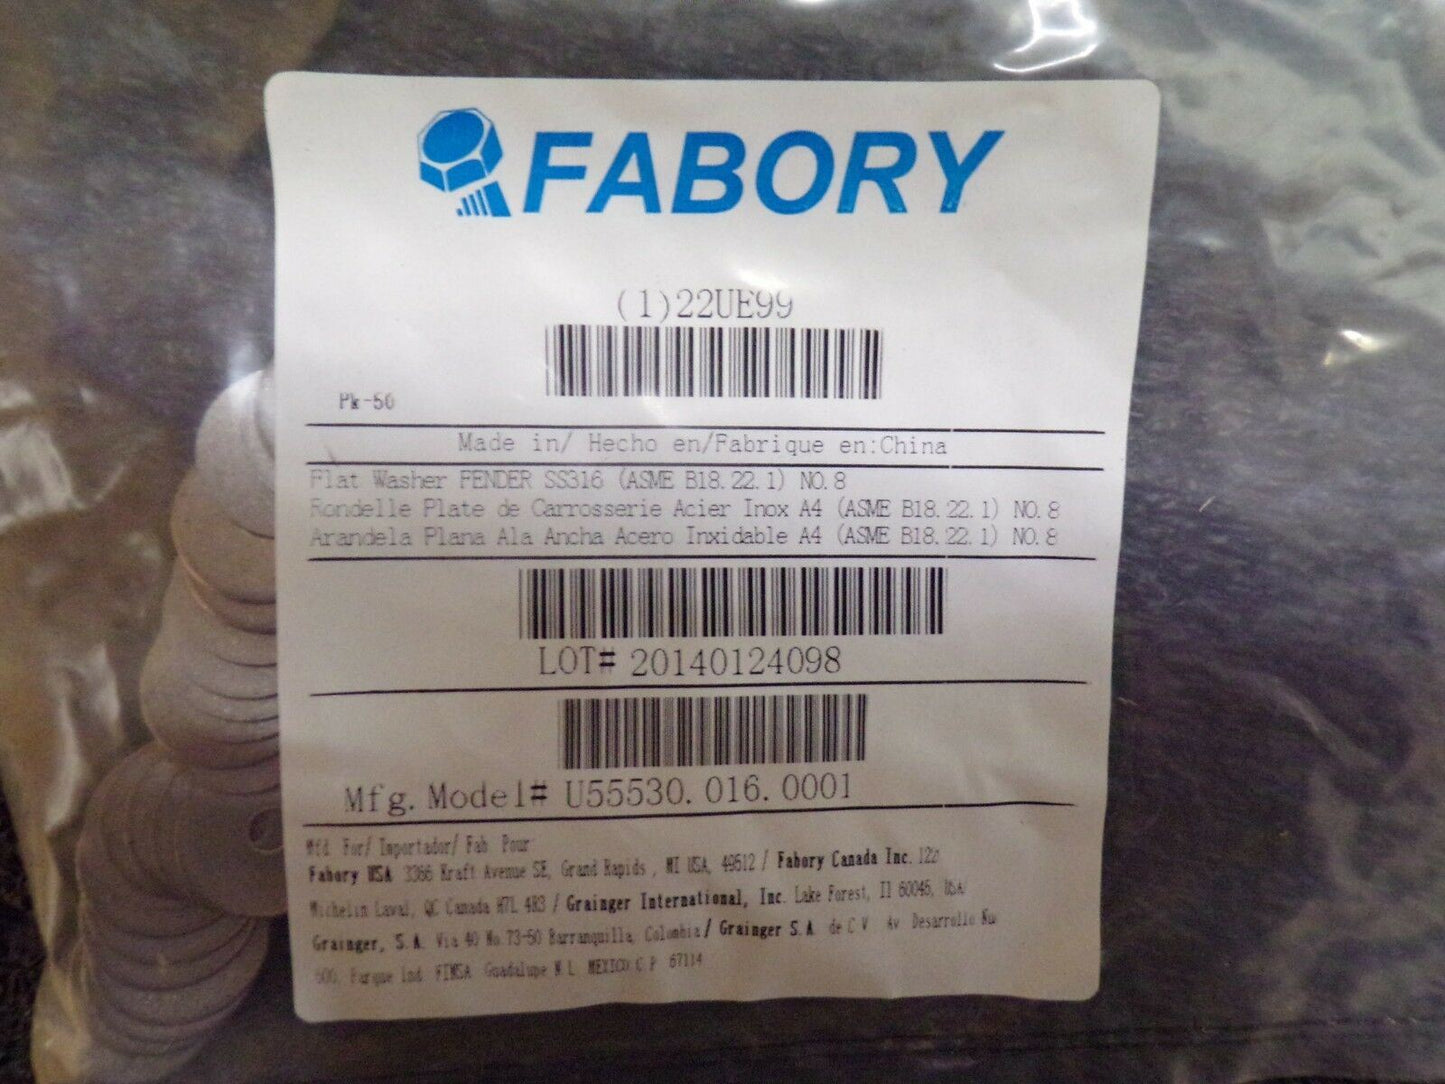 FABORY
(1)22UE99
Pk-50
Made in/ Hecho en/Fabrique en:China
Flat Washer FENDER SS316 (ASME B18.22.1) NO.8
Rondelle Plate de Carrosserie Acier Inox A4 (ASME B18.22.1) NO.8
Arandela Plana Ala Ancha Acero Inxidable A4 (ASME B18.22.1) NO.8
LOT# 20140124098
Mfg. Model# U55530.016.0001
Mfd For/ Importador/ Fab. Pour
Fabory USA 3366 Kraft Avenue SE, Grand Rapids , MI USA, 49512 / Fabory Canada Inc.
Michelin Laval, QC Canada H7L 4R3 / Grainger International, Inc. Lake Forest, Il 60045, USA/
Grainger, S.A. Via 40 No.73-50 Barranquilla, Colombia/ Grainger S.A. de C V Av Desarrollo
500, Parque Ind. FINSA Guadalupe N L MEXICO C P 67114